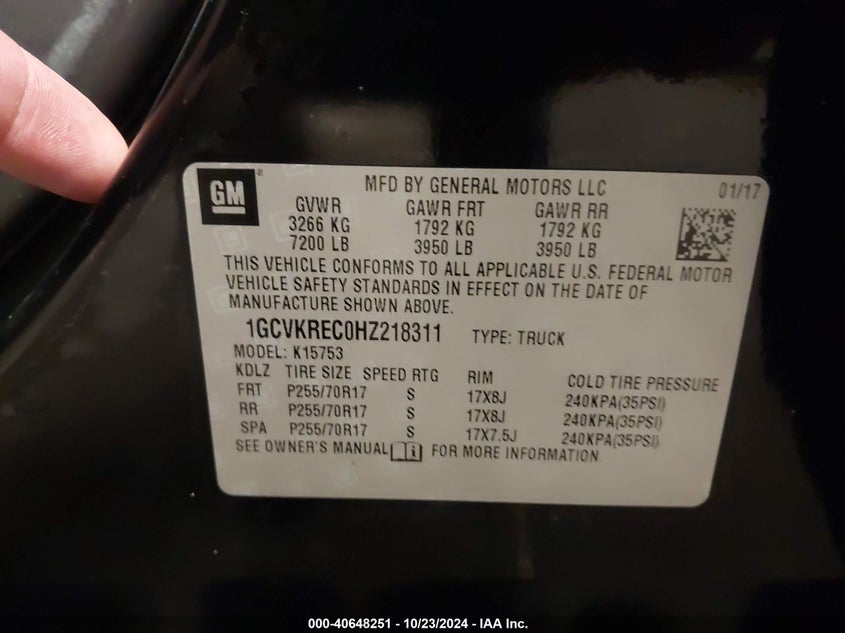 GM
®
MFD BY GENERAL MOTORS LLC 01/17
GVWR GAWR FRT GAWR RR
3266 KG 1792 KG 1792 KG
7200 LB 3950 LB 3950 LB
THIS VEHICLE CONFORMS TO ALL APPLICABLE U.S. FEDERAL MOTOR
VEHICLE SAFETY STANDARDS IN EFFECT ON THE DATE OF
MANUFACTURE SHOWN ABOVE.
1GCVKREC0HZ218311 TYPE: TRUCK
MODEL: K15753
KDLZ TIRE SIZE SPEED RTG RIM COLD TIRE PRESSURE
FRT P255/70R17 S 17X8J 240KPA(35PSI)
RR P255/70R17 S 17X8J 240KPA(35PSI)
SPA P255/70R17 S 17X7.5J 240KPA(35PSI)
SEE OWNER'S MANUAL FOR MORE INFORMATION
000-40648251 - 10/23/2024 - IAA Inc.